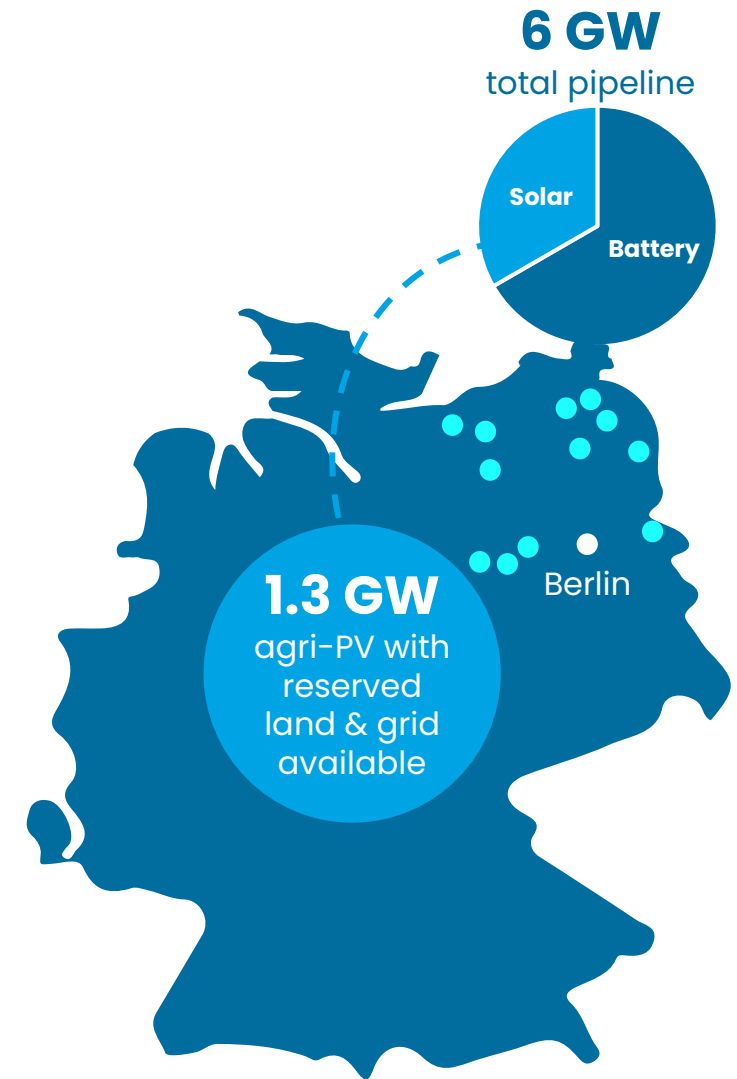 6 GW
total pipeline
Solar
Battery
1.3 GW
agri-PV with
reserved
land & grid
available
Berlin